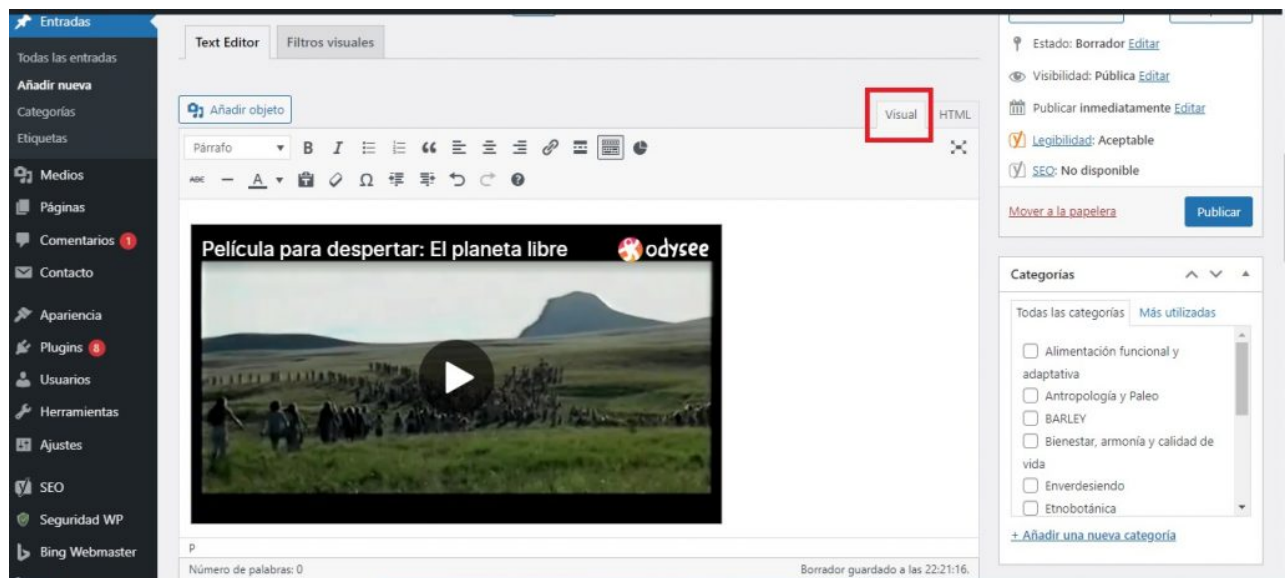 Entradas
Todas las entradas
Añadir nueva
Categorías
Etiquetas
Medios
Páginas
Comentarios 1
Contacto
Apariencia
Plugins 8
Usuarios
Herramientas
Ajustes
SEO
Seguridad WP
Bing Webmaster
Text Editor Filtros visuales
Añadir objeto
Visual HTML
Párrafo
B I
ABC A
Película para despertar: El planeta libre odysee
P
Número de palabras: 0 Borrador guardado a las 22:21:16.
Estado: Borrador Editar
Visibilidad: Pública Editar
Publicar inmediatamente Editar
Legibilidad: Aceptable
SEO: No disponible
Mover a la papelera Publicar
Categorías
Todas las categorías Más utilizadas
Alimentación funcional y
adaptativa
Antropología y Paleo
BARLEY
Bienestar, armonía y calidad de
vida
Enverdesiendo
Etnobotánica
+ Añadir una nueva categoría